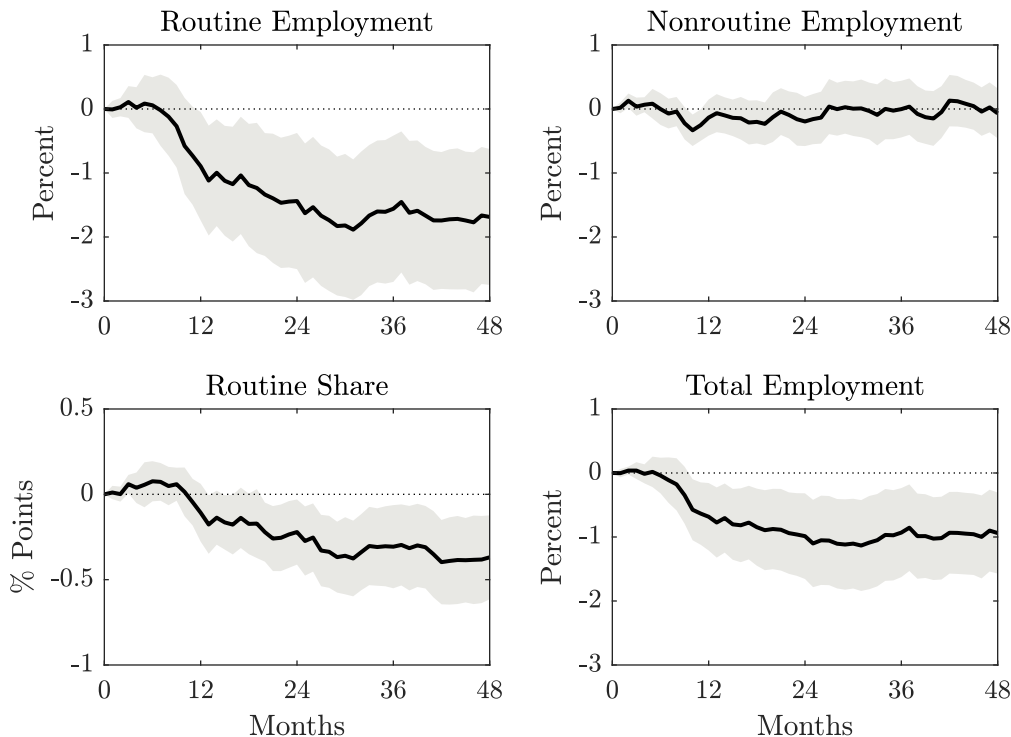 Routine Employment
Nonroutine Employment
1
0
-1
-2
-3
Percent
0 12 24 36 48
1
0
-1
-2
-3
Percent
0 12 24 36 48
Routine Share
Total Employment
0.5
0
-0.5
-1
% Points
0 12 24 36 48
Months
1
0
-1
-2
-3
Percent
0 12 24 36 48
Months